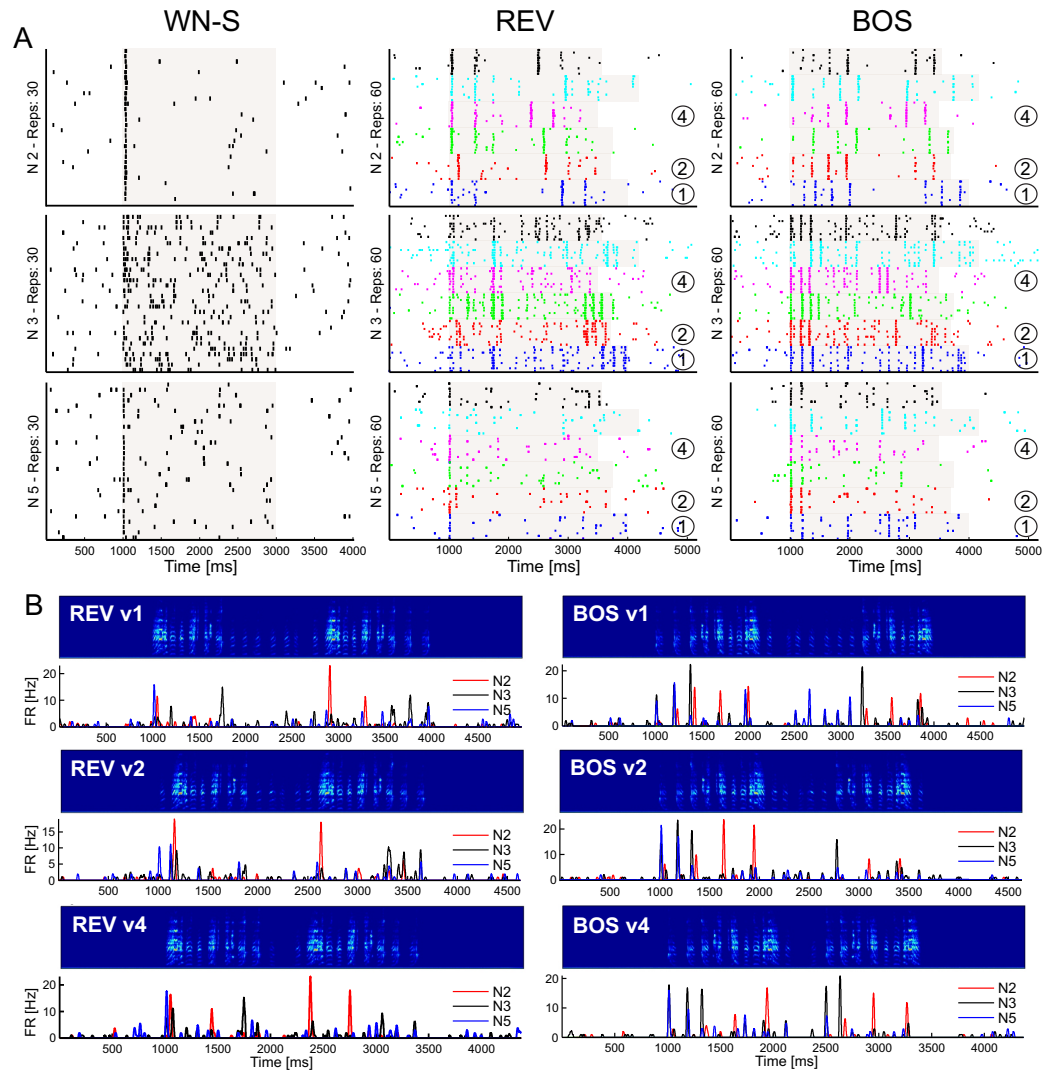 WN-S REV BOS
A
N 2 - Reps: 30
N 2 - Reps: 60
④
②
①
N 2 - Reps: 60
④
②
①
N 3 - Reps: 30
N 3 - Reps: 60
④
②
①
N 3 - Reps: 60
④
②
①
N 5 - Reps: 30
N 5 - Reps: 60
④
②
①
N 5 - Reps: 60
④
②
①
500 1000 1500 2000 2500 3000 3500 4000
Time [ms]
1000 2000 3000 4000 5000
Time [ms]
1000 2000 3000 4000 5000
Time [ms]
B
REV v1
FR [Hz]
20
10
0
N2
N3
N5
500 1000 1500 2000 2500 3000 3500 4000 4500
BOS v1
20
10
0
N2
N3
N5
500 1000 1500 2000 2500 3000 3500 4000 4500
REV v2
FR [Hz]
15
10
5
0
N2
N3
N5
500 1000 1500 2000 2500 3000 3500 4000 4500
BOS v2
20
10
0
N2
N3
N5
500 1000 1500 2000 2500 3000 3500 4000 4500
REV v4
FR [Hz]
20
10
0
N2
N3
N5
500 1000 1500 2000 2500 3000 3500 4000
Time [ms]
BOS v4
20
10
0
N2
N3
N5
500 1000 1500 2000 2500 3000 3500 4000
Time [ms]